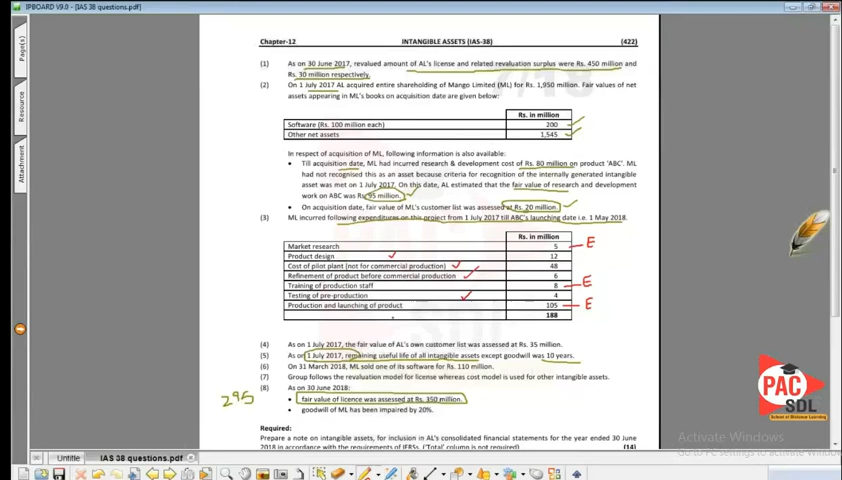 IPBOARD V9.0 - [IAS 38 questions.pdf]
Page(s)
Resource
Attachment
Chapter-12 INTANGIBLE ASSETS (IAS-38) (422)
(1) As on 30 June 2017, revalued amount of AL's license and related revaluation surplus were Rs. 450 million and
Rs. 30 million respectively.
(2) On 1 July 2017 AL acquired entire shareholding of Mango Limited (ML) for Rs. 1,950 million. Fair values of net
assets appearing in ML's books on acquisition date are given below:
Rs. in million
Software (Rs. 100 million each) 200
Other net assets 1,545
In respect of acquisition of ML, following information is also available:
• Till acquisition date, ML had incurred research & development cost of Rs. 80 million on product 'ABC'. ML
had not recognised this as an asset because criteria for recognition of the internally generated intangible
asset was met on 1 July 2017. On this date, AL estimated that the fair value of research and development
work on ABC was Rs. 95 million.
• On acquisition date, fair value of ML's customer list was assessed at Rs. 20 million.
(3) ML incurred following expenditures on this project from 1 July 2017 till ABC's launching date i.e. 1 May 2018.
Rs. in million
Market research 5 E
Product design 12
Cost of pilot plant (not for commercial production) 48
Refinement of product before commercial production 6
Training of production staff 8 E
Testing of pre-production 4
Production and launching of product 105 E
188
(4) As on 1 July 2017, the fair value of AL's own customer list was assessed at Rs. 35 million.
(5) As on 1 July 2017, remaining useful life of all intangible assets except goodwill was 10 years.
(6) On 31 March 2018, ML sold one of its software for Rs. 110 million.
(7) Group follows the revaluation model for license whereas cost model is used for other intangible assets.
(8) As on 30 June 2018:
295 • fair value of licence was assessed at Rs. 350 million.
• goodwill of ML has been impaired by 20%.
Required:
Prepare a note on intangible assets, for inclusion in AL's consolidated financial statements for the year ended 30 June
2018 in accordance with the requirements of IFRSs. ('Total' column is not required) (14)
PAC
SDL
School of Distance Learning
Activate Windows
Go to PC settings to activate Windows.
Untitle
IAS 38 questions.pdf